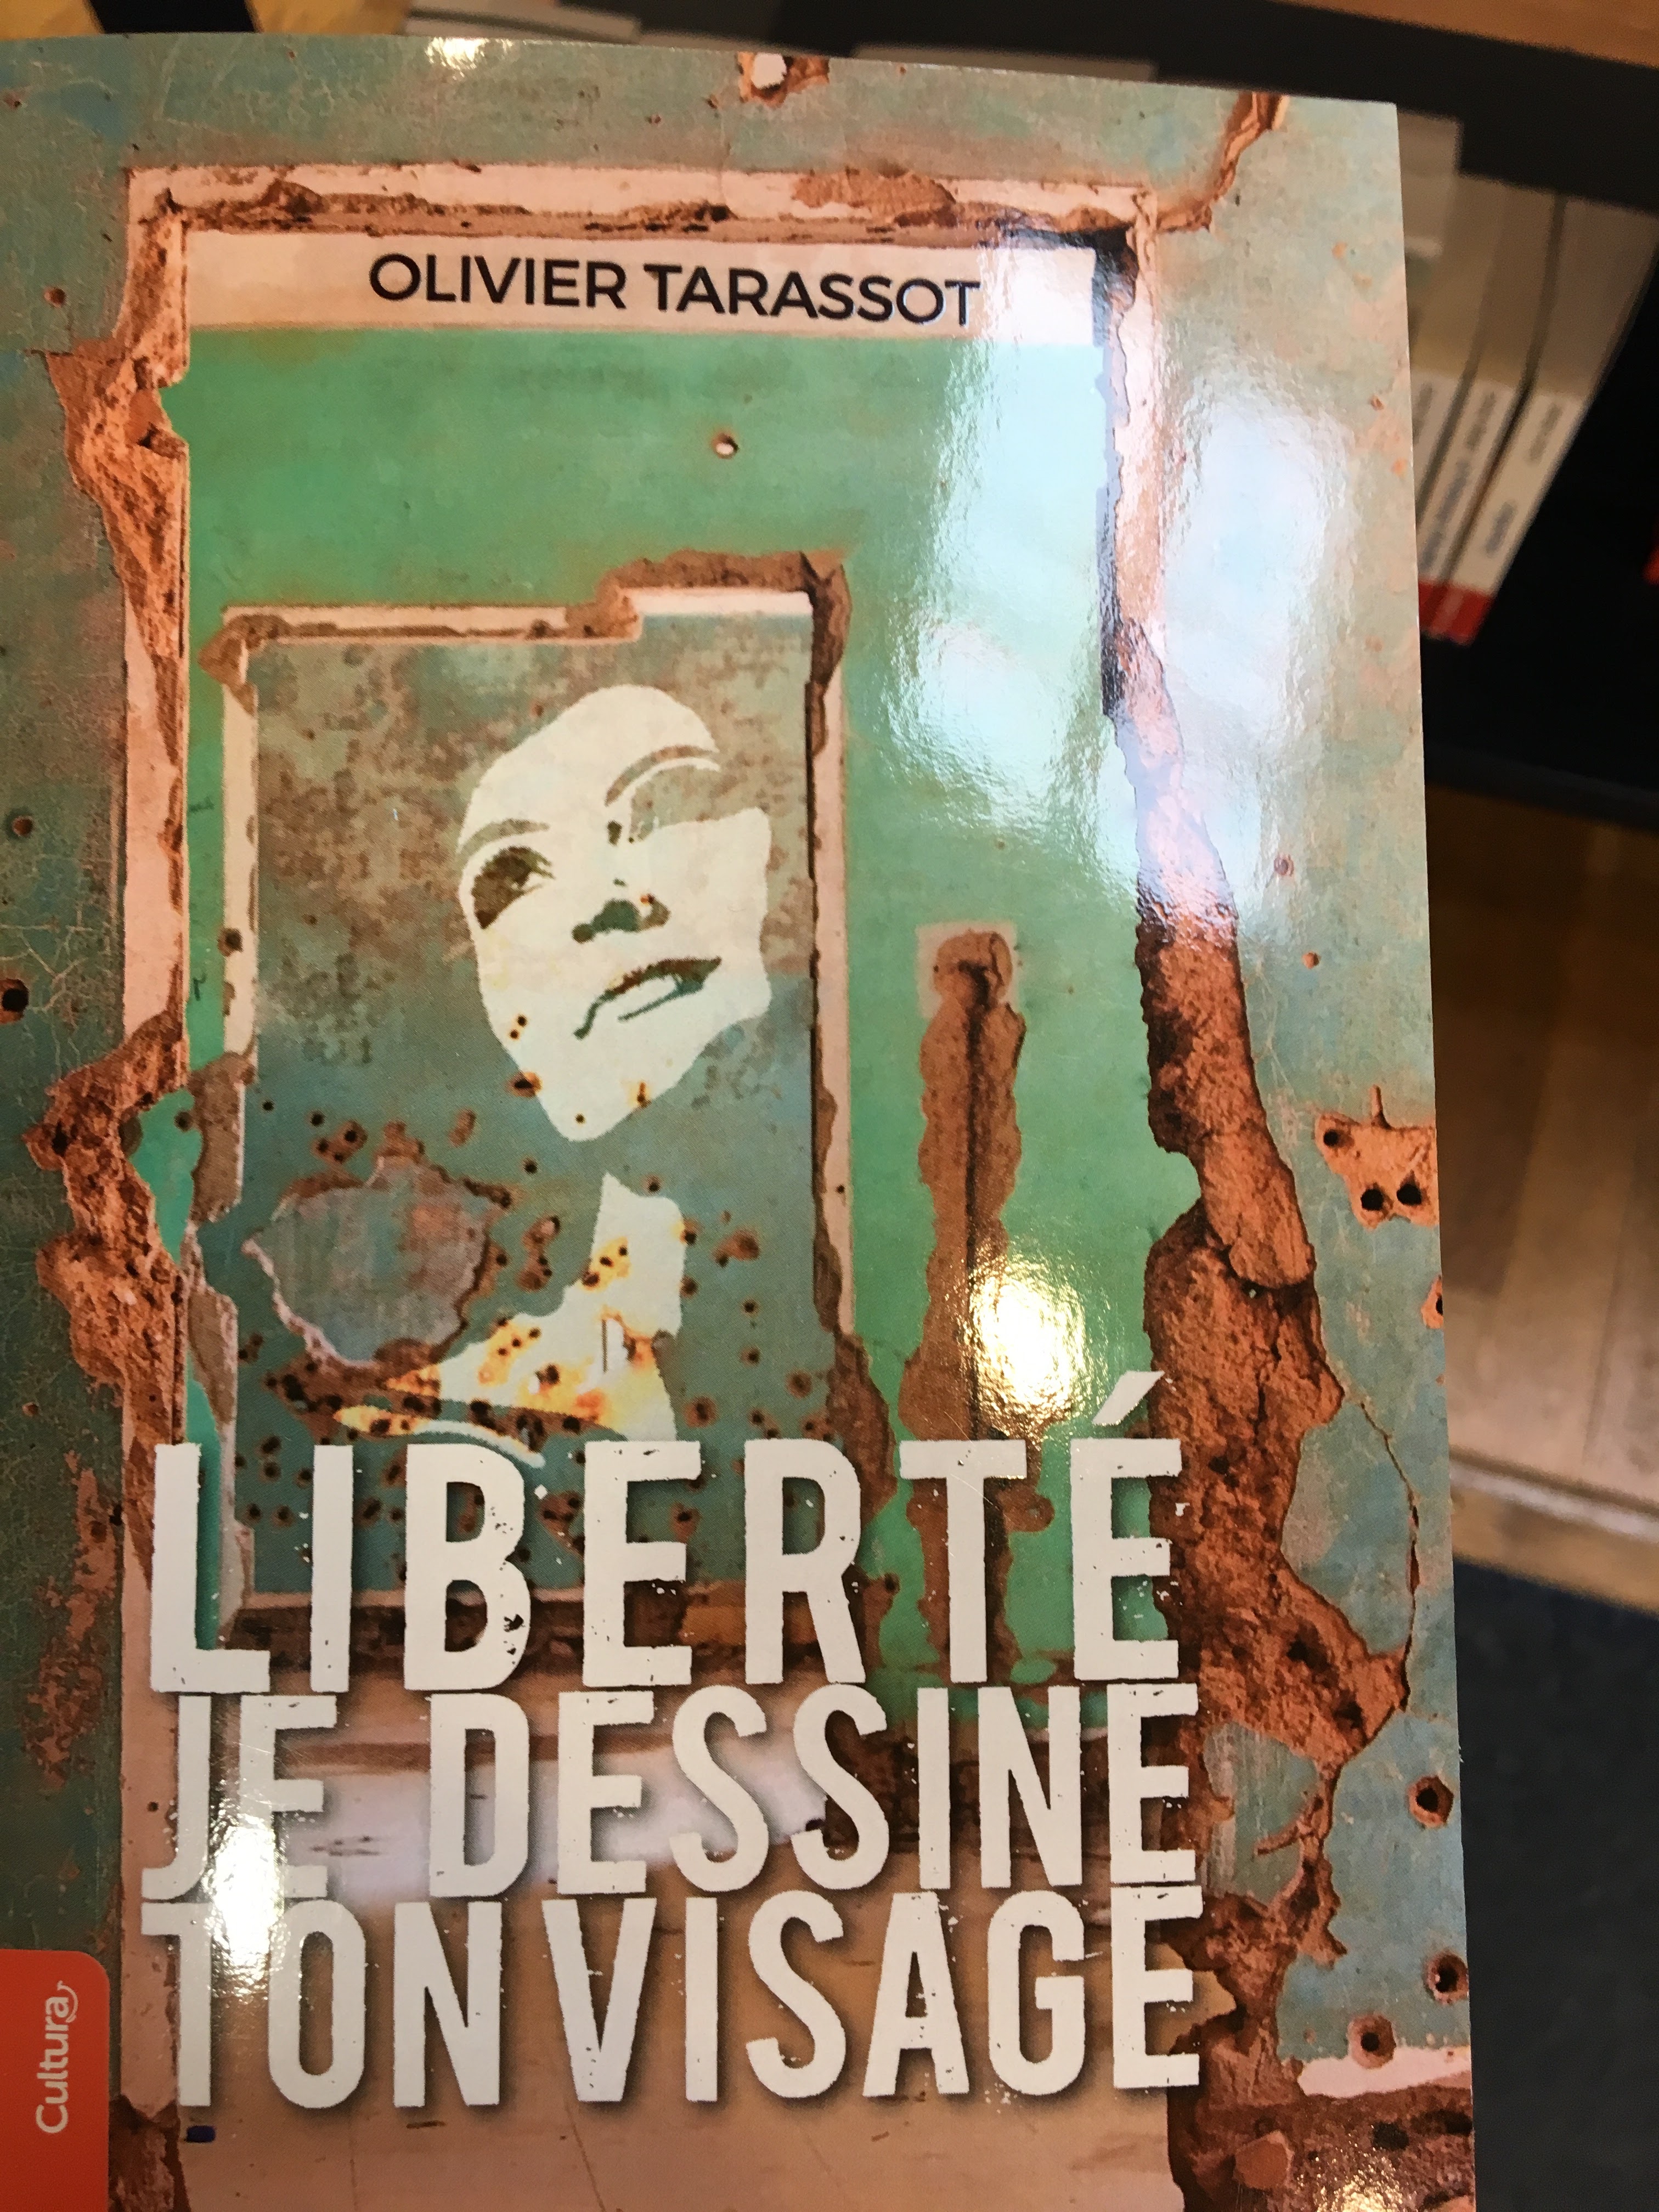 OLIVIER TARASSOT
LIBERTÉ
JE DESSINE
TON VISAGE
Cultura